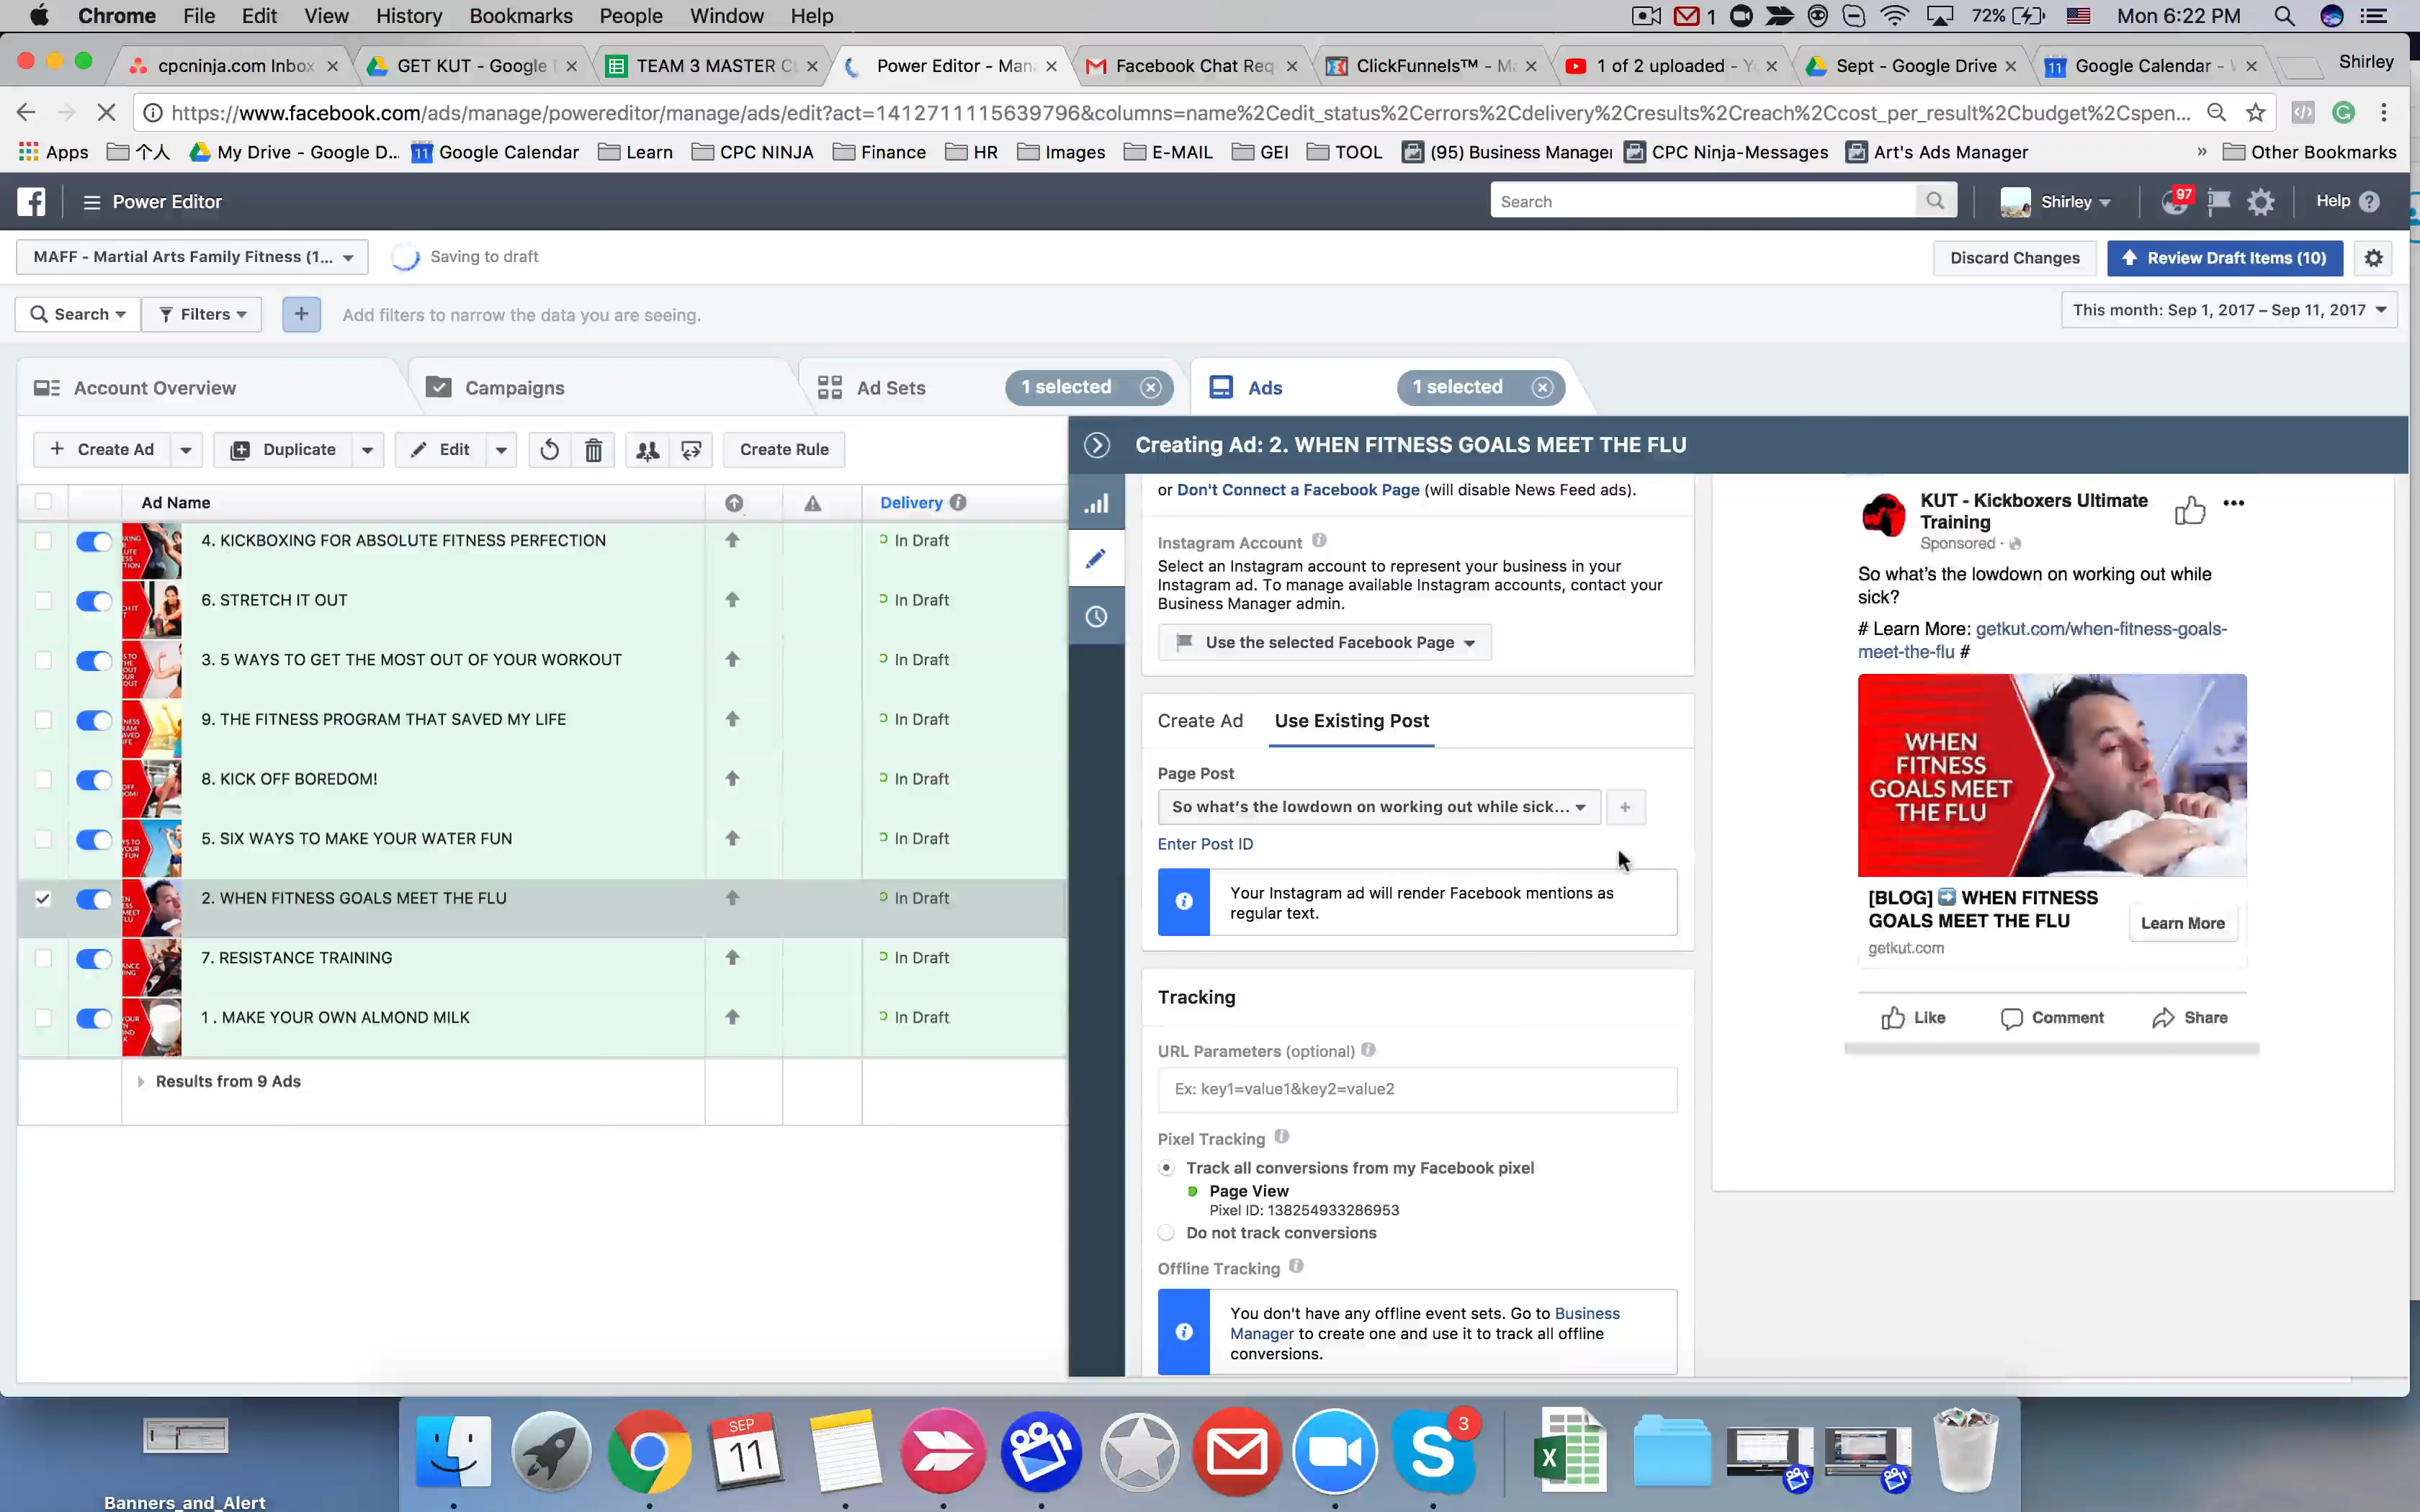 Chrome File Edit View History Bookmarks People Window Help
1 72% Mon 6:22 PM
cpcninja.com Inbox
GET KUT - Google
TEAM 3 MASTER C
Power Editor - Man
Facebook Chat Req
ClickFunnels™ - M
1 of 2 uploaded - Y
Sept - Google Drive
11 Google Calendar -
Shirley
https://www.facebook.com/ads/manage/powereditor/manage/ads/edit?act=1412711115639796&columns=name%2Cedit_status%2Cerrors%2Cdelivery%2Cresults%2Creach%2Ccost_per_result%2Cbudget%2Cspen...
Apps 个人 My Drive - Google D... 11 Google Calendar Learn CPC NINJA Finance HR Images E-MAIL GEI TOOL (95) Business Manager CPC Ninja-Messages Art's Ads Manager » Other Bookmarks
Power Editor
Search
Shirley
97
Help
MAFF - Martial Arts Family Fitness (1...
Saving to draft
Discard Changes
Review Draft Items (10)
Search
Filters
Add filters to narrow the data you are seeing.
This month: Sep 1, 2017 – Sep 11, 2017
Account Overview
Campaigns
Ad Sets
1 selected
Ads
1 selected
Create Ad
Duplicate
Edit
Create Rule
Ad Name
Delivery
4. KICKBOXING FOR ABSOLUTE FITNESS PERFECTION In Draft
6. STRETCH IT OUT In Draft
3. 5 WAYS TO GET THE MOST OUT OF YOUR WORKOUT In Draft
9. THE FITNESS PROGRAM THAT SAVED MY LIFE In Draft
8. KICK OFF BOREDOM! In Draft
5. SIX WAYS TO MAKE YOUR WATER FUN In Draft
2. WHEN FITNESS GOALS MEET THE FLU In Draft
7. RESISTANCE TRAINING In Draft
1 . MAKE YOUR OWN ALMOND MILK In Draft
Results from 9 Ads
Creating Ad: 2. WHEN FITNESS GOALS MEET THE FLU
or Don't Connect a Facebook Page (will disable News Feed ads).
Instagram Account
Select an Instagram account to represent your business in your
Instagram ad. To manage available Instagram accounts, contact your
Business Manager admin.
Use the selected Facebook Page
Create Ad
Use Existing Post
Page Post
So what's the lowdown on working out while sick...
Enter Post ID
Your Instagram ad will render Facebook mentions as
regular text.
Tracking
URL Parameters (optional)
Ex: key1=value1&key2=value2
Pixel Tracking
Track all conversions from my Facebook pixel
Page View
Pixel ID: 138254933286953
Do not track conversions
Offline Tracking
You don't have any offline event sets. Go to Business
Manager to create one and use it to track all offline
conversions.
KUT - Kickboxers Ultimate
Training
Sponsored ·
So what's the lowdown on working out while
sick?
# Learn More: getkut.com/when-fitness-goals-
meet-the-flu #
WHEN
FITNESS
GOALS MEET
THE FLU
[BLOG] ➡ WHEN FITNESS
GOALS MEET THE FLU
getkut.com
Learn More
Like
Comment
Share
SEP
11
3
Banners_and_Alert